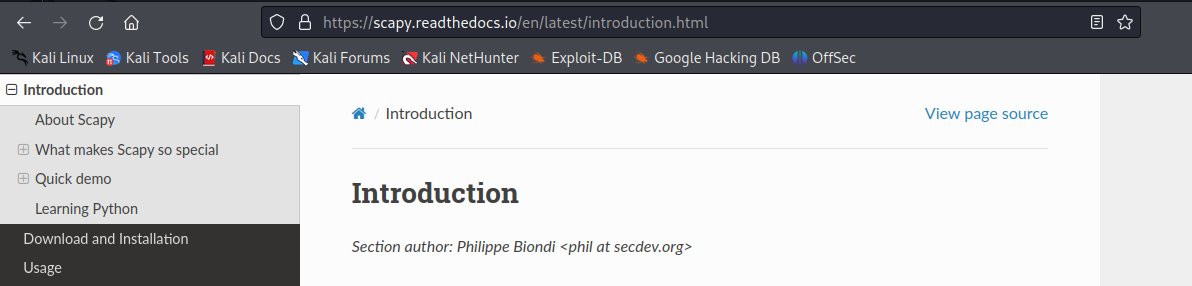 https://scapy.readthedocs.io/en/latest/introduction.html
Kali Linux Kali Tools Kali Docs Kali Forums Kali NetHunter Exploit-DB Google Hacking DB OffSec
Introduction
About Scapy
What makes Scapy so special
Quick demo
Learning Python
Download and Installation
Usage
/ Introduction
View page source
Introduction
Section author: Philippe Biondi <phil at secdev.org>